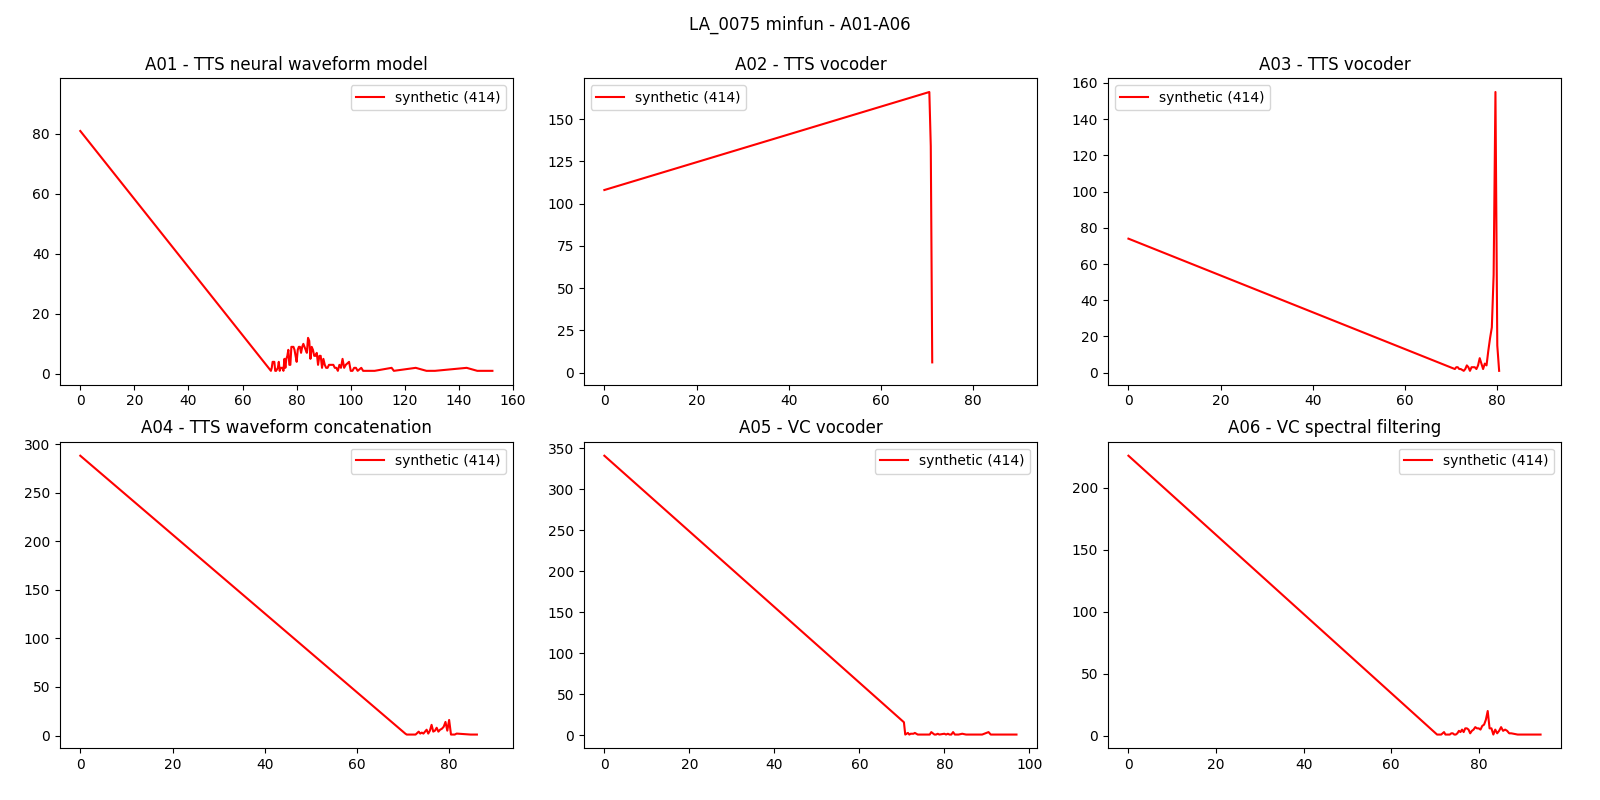 LA_0075 minfun - A01-A06
A01 - TTS neural waveform model
synthetic (414)
80
60
40
20
0
0 20 40 60 80 100 120 140 160
A02 - TTS vocoder
synthetic (414)
150
125
100
75
50
25
0
0 20 40 60 80
A03 - TTS vocoder
synthetic (414)
160
140
120
100
80
60
40
20
0
0 20 40 60 80
A04 - TTS waveform concatenation
synthetic (414)
300
250
200
150
100
50
0
0 20 40 60 80
A05 - VC vocoder
synthetic (414)
350
300
250
200
150
100
50
0
0 20 40 60 80 100
A06 - VC spectral filtering
synthetic (414)
200
150
100
50
0
0 20 40 60 80